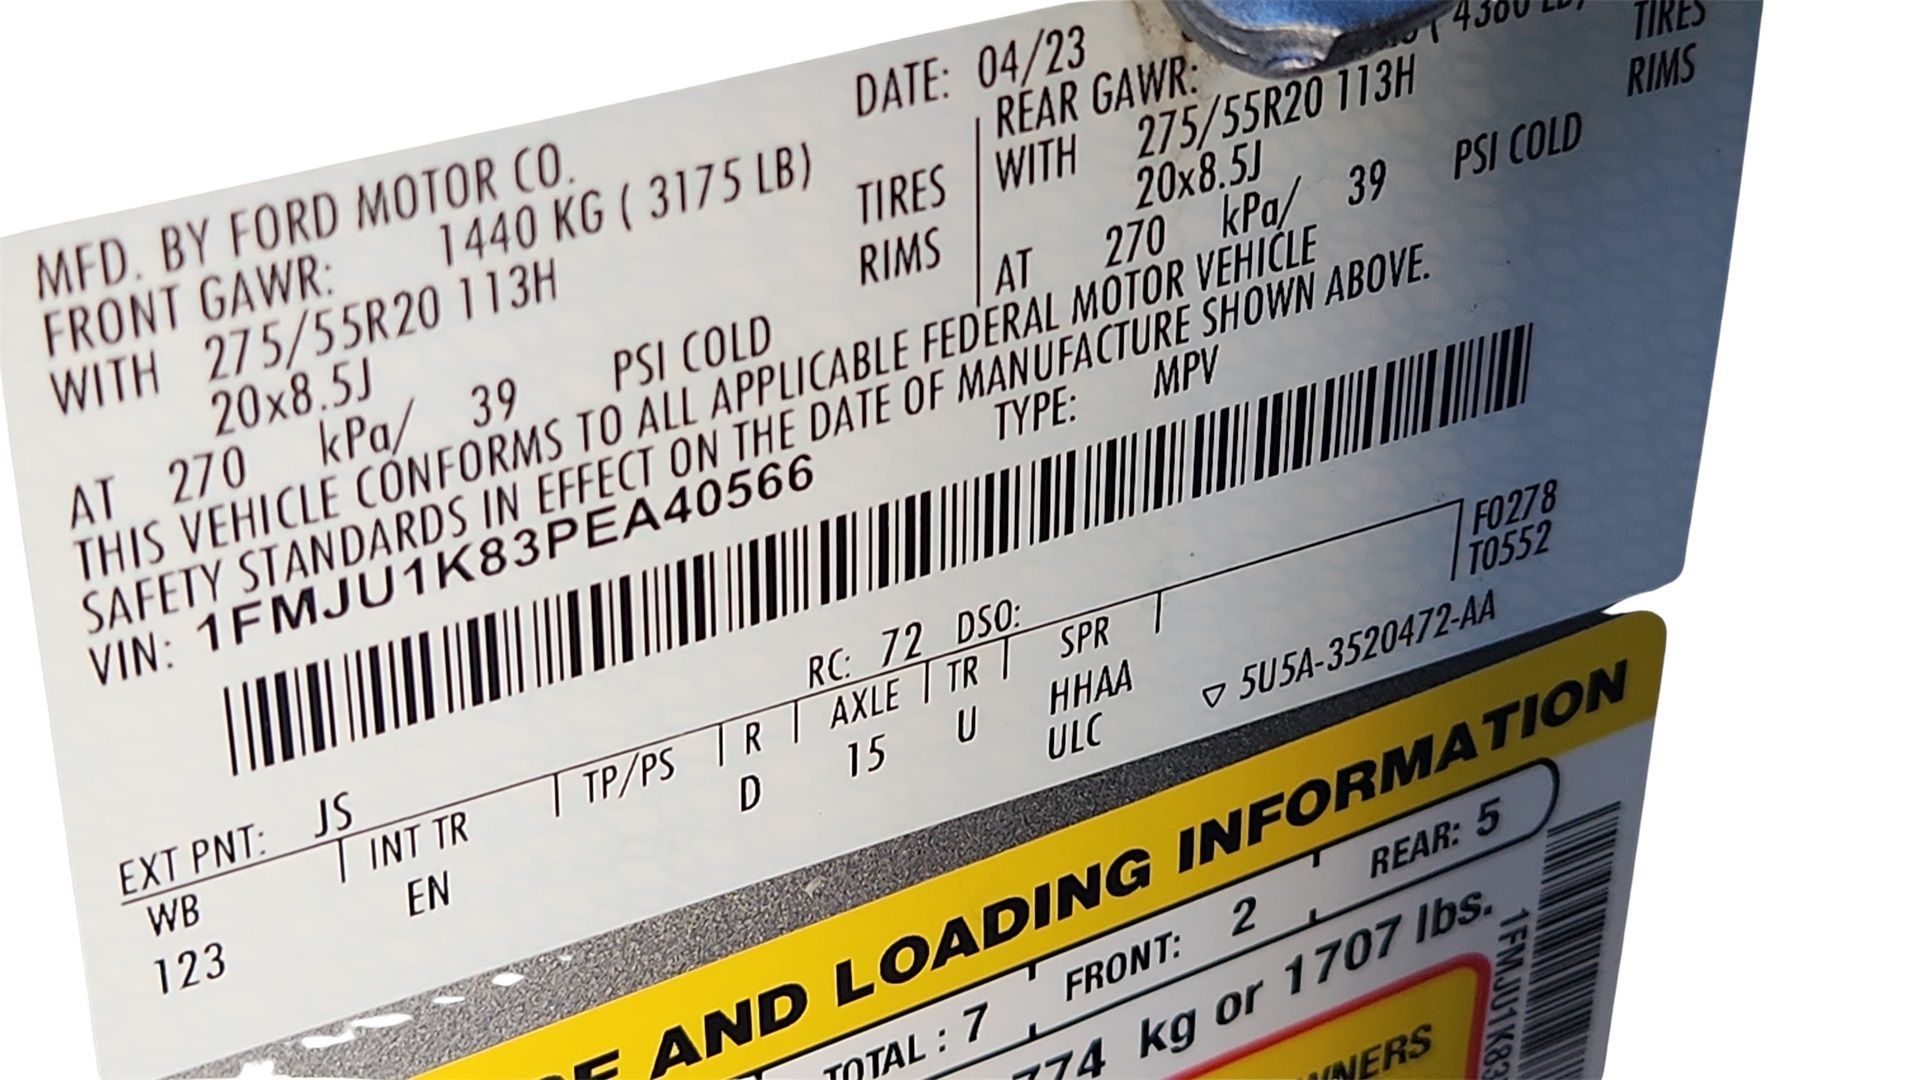 DATE: 04/23
MFD. BY FORD MOTOR CO.
FRONT GAWR: 1440 KG ( 3175 LB)
WITH 275/55R20 113H TIRES
20x8.5J RIMS
AT 270 kPa/ 39 PSI COLD
REAR GAWR:
WITH 275/55R20 113H TIRES
20x8.5J RIMS
AT 270 kPa/ 39 PSI COLD
THIS VEHICLE CONFORMS TO ALL APPLICABLE FEDERAL MOTOR VEHICLE
SAFETY STANDARDS IN EFFECT ON THE DATE OF MANUFACTURE SHOWN ABOVE.
VIN: 1FMJU1K83PEA40566 TYPE: MPV
F0278
T0552
EXT PNT: JS RC: 72 DSO:
WB INT TR TP/PS R AXLE TR SPR
123 EN D 15 U HHAA
ULC
▽ 5U5A-3520472-AA
AND LOADING INFORMATION
TOTAL : 7 FRONT: 2 REAR: 5
kg or 1707 lbs.